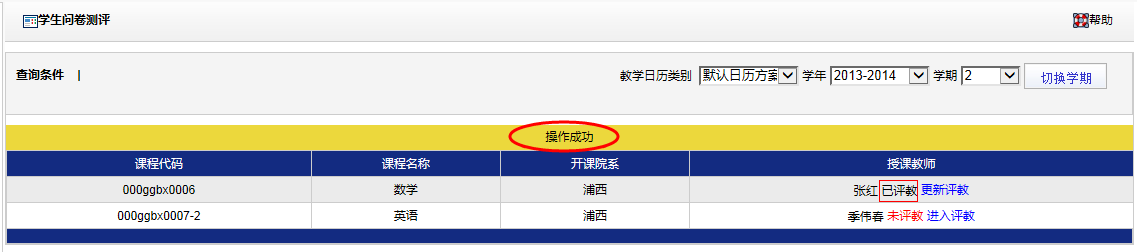 学生问卷测评 帮助
查询条件 | 教学日历类别 默认日历方案 学年 2013-2014 学期 2 切换学期
操作成功
课程代码 课程名称 开课院系 授课教师
000ggbx0006 数学 浦西 张红 已评教 更新评教
000ggbx0007-2 英语 浦西 季伟春 未评教 进入评教